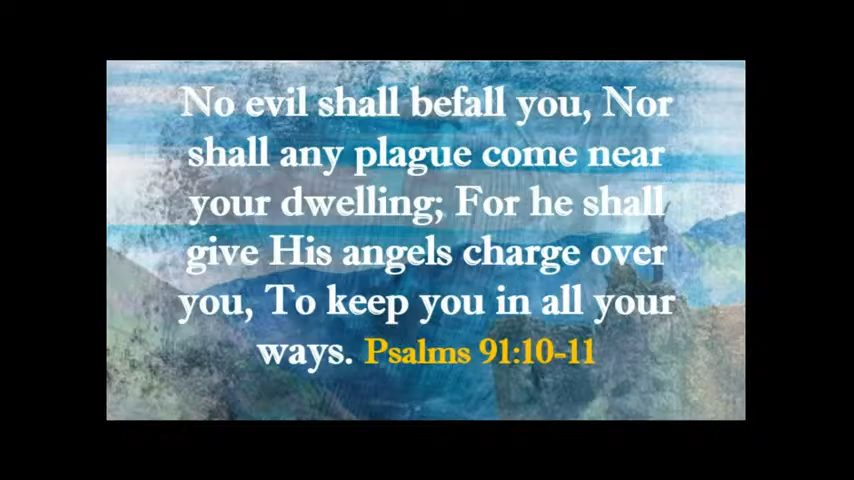 No evil shall befall you, Nor
shall any plague come near
your dwelling; For he shall
give His angels charge over
you, To keep you in all your
ways. Psalms 91:10-11